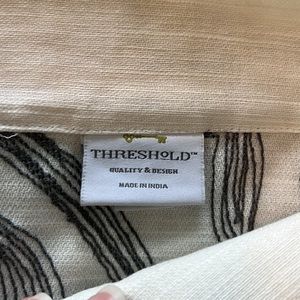 THRESHOLD™
QUALITY & DESIGN
MADE IN INDIA